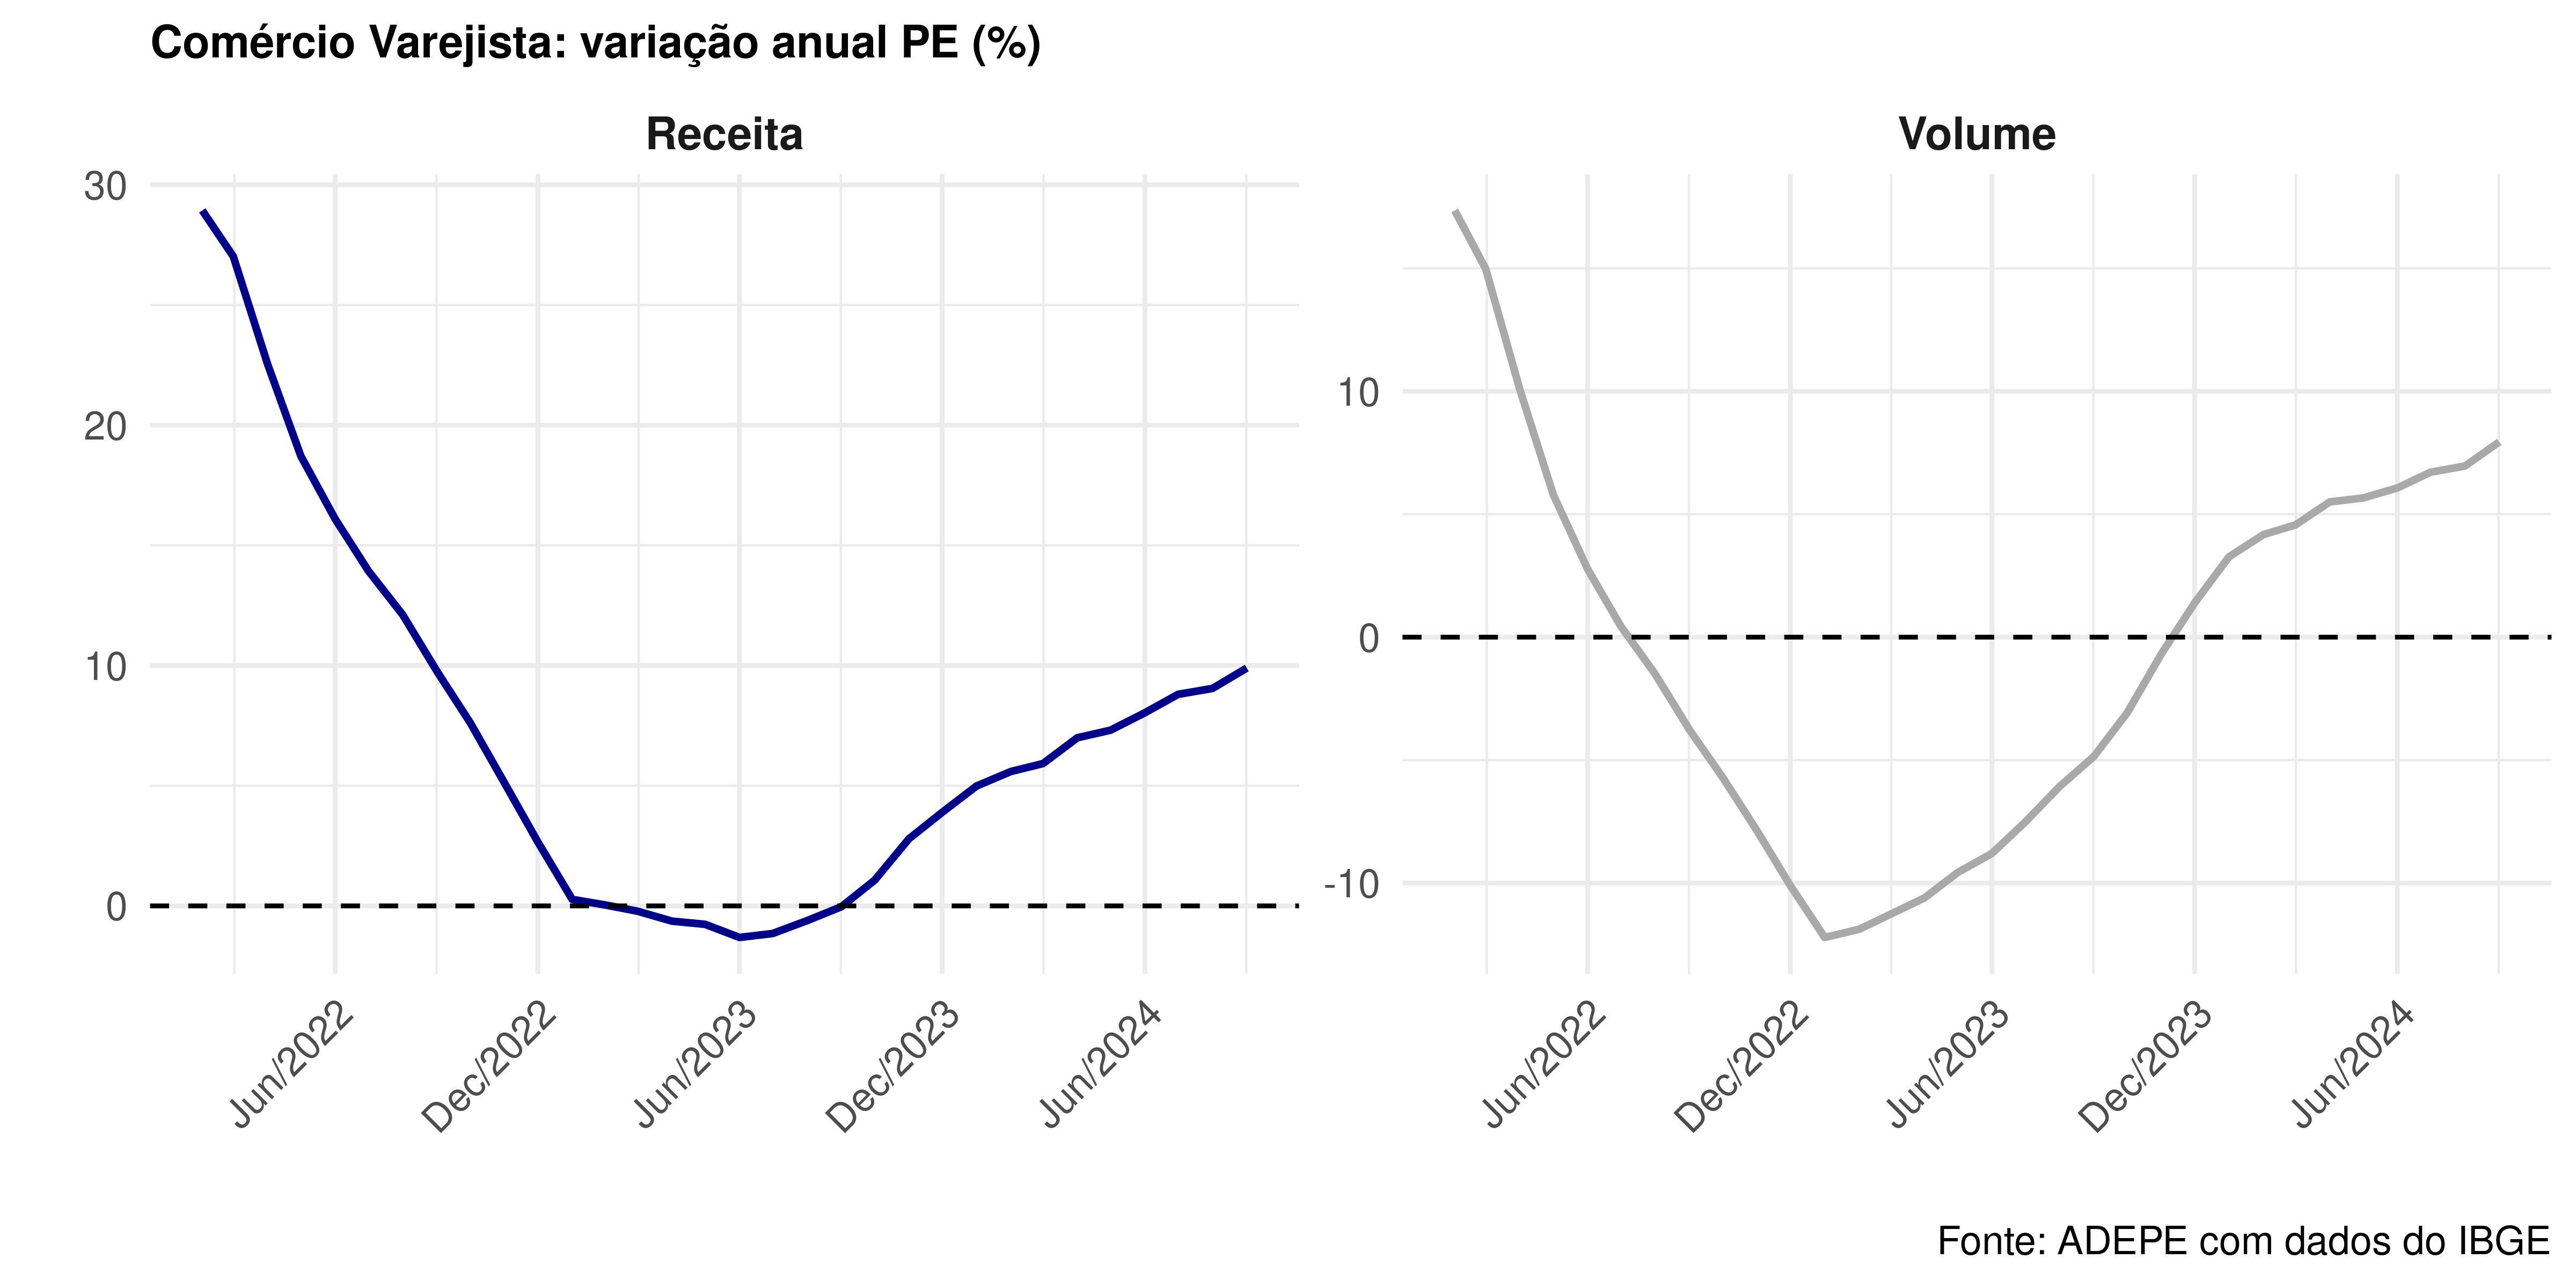 Comércio Varejista: variação anual PE (%)
Receita
30
20
10
0
Jun/2022
Dec/2022
Jun/2023
Dec/2023
Jun/2024
Volume
10
0
-10
Jun/2022
Dec/2022
Jun/2023
Dec/2023
Jun/2024
Fonte: ADEPE com dados do IBGE